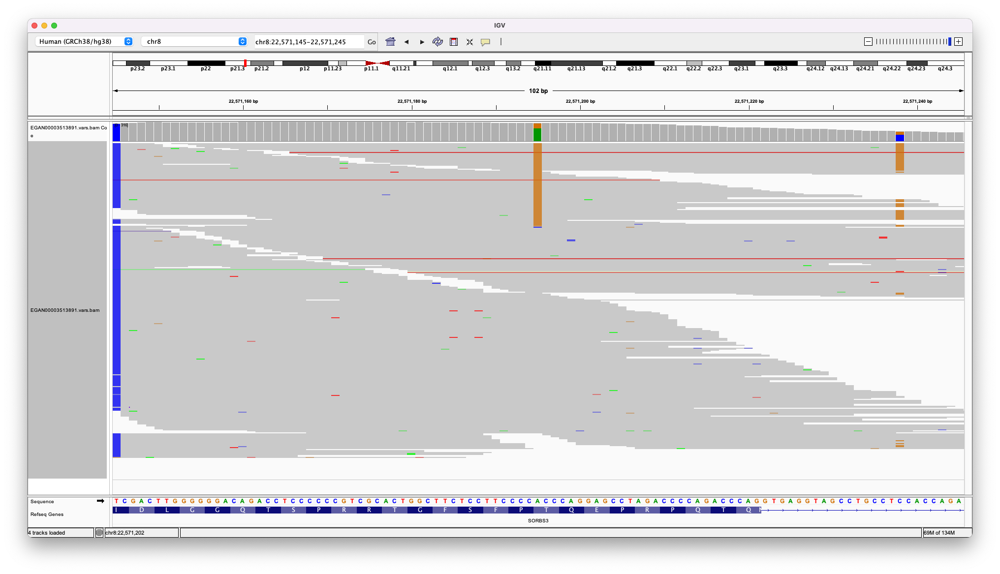 IGV
Human (GRCh38/hg38) chr8 chr8:22,571,145-22,571,245 Go
p23.2 p23.1 p22 p21.3 p21.2 p12 p11.23 p11.1 q11.21 q12.1 q12.3 q13.2 q21.11 q21.13 q21.2 q21.3 q22.1 q22.2 q22.3 q23.1 q23.3 q24.12 q24.13 q24.21 q24.22 q24.23 q24.3
102 bp
22,571,160 bp 22,571,180 bp 22,571,200 bp 22,571,220 bp 22,571,240 bp
EGAN00003513891.vars.bam Co
e
316]
EGAN00003513891.vars.bam
Sequence T C G A C T T G G G G G G A C A G A C C T C C C C C C G T C G C A C T G G C T T C T C C T T C C C C A C C C A G G A G C C T A G A C C C C A G A C C C A G G T G A G G T A G C C T G C C T C C A C C A G A
Refseq Genes I D L G G Q T S P R R T G F S F P T Q E P R P Q T Q
SORBS3
4 tracks loaded chr8:22,571,202 69M of 134M